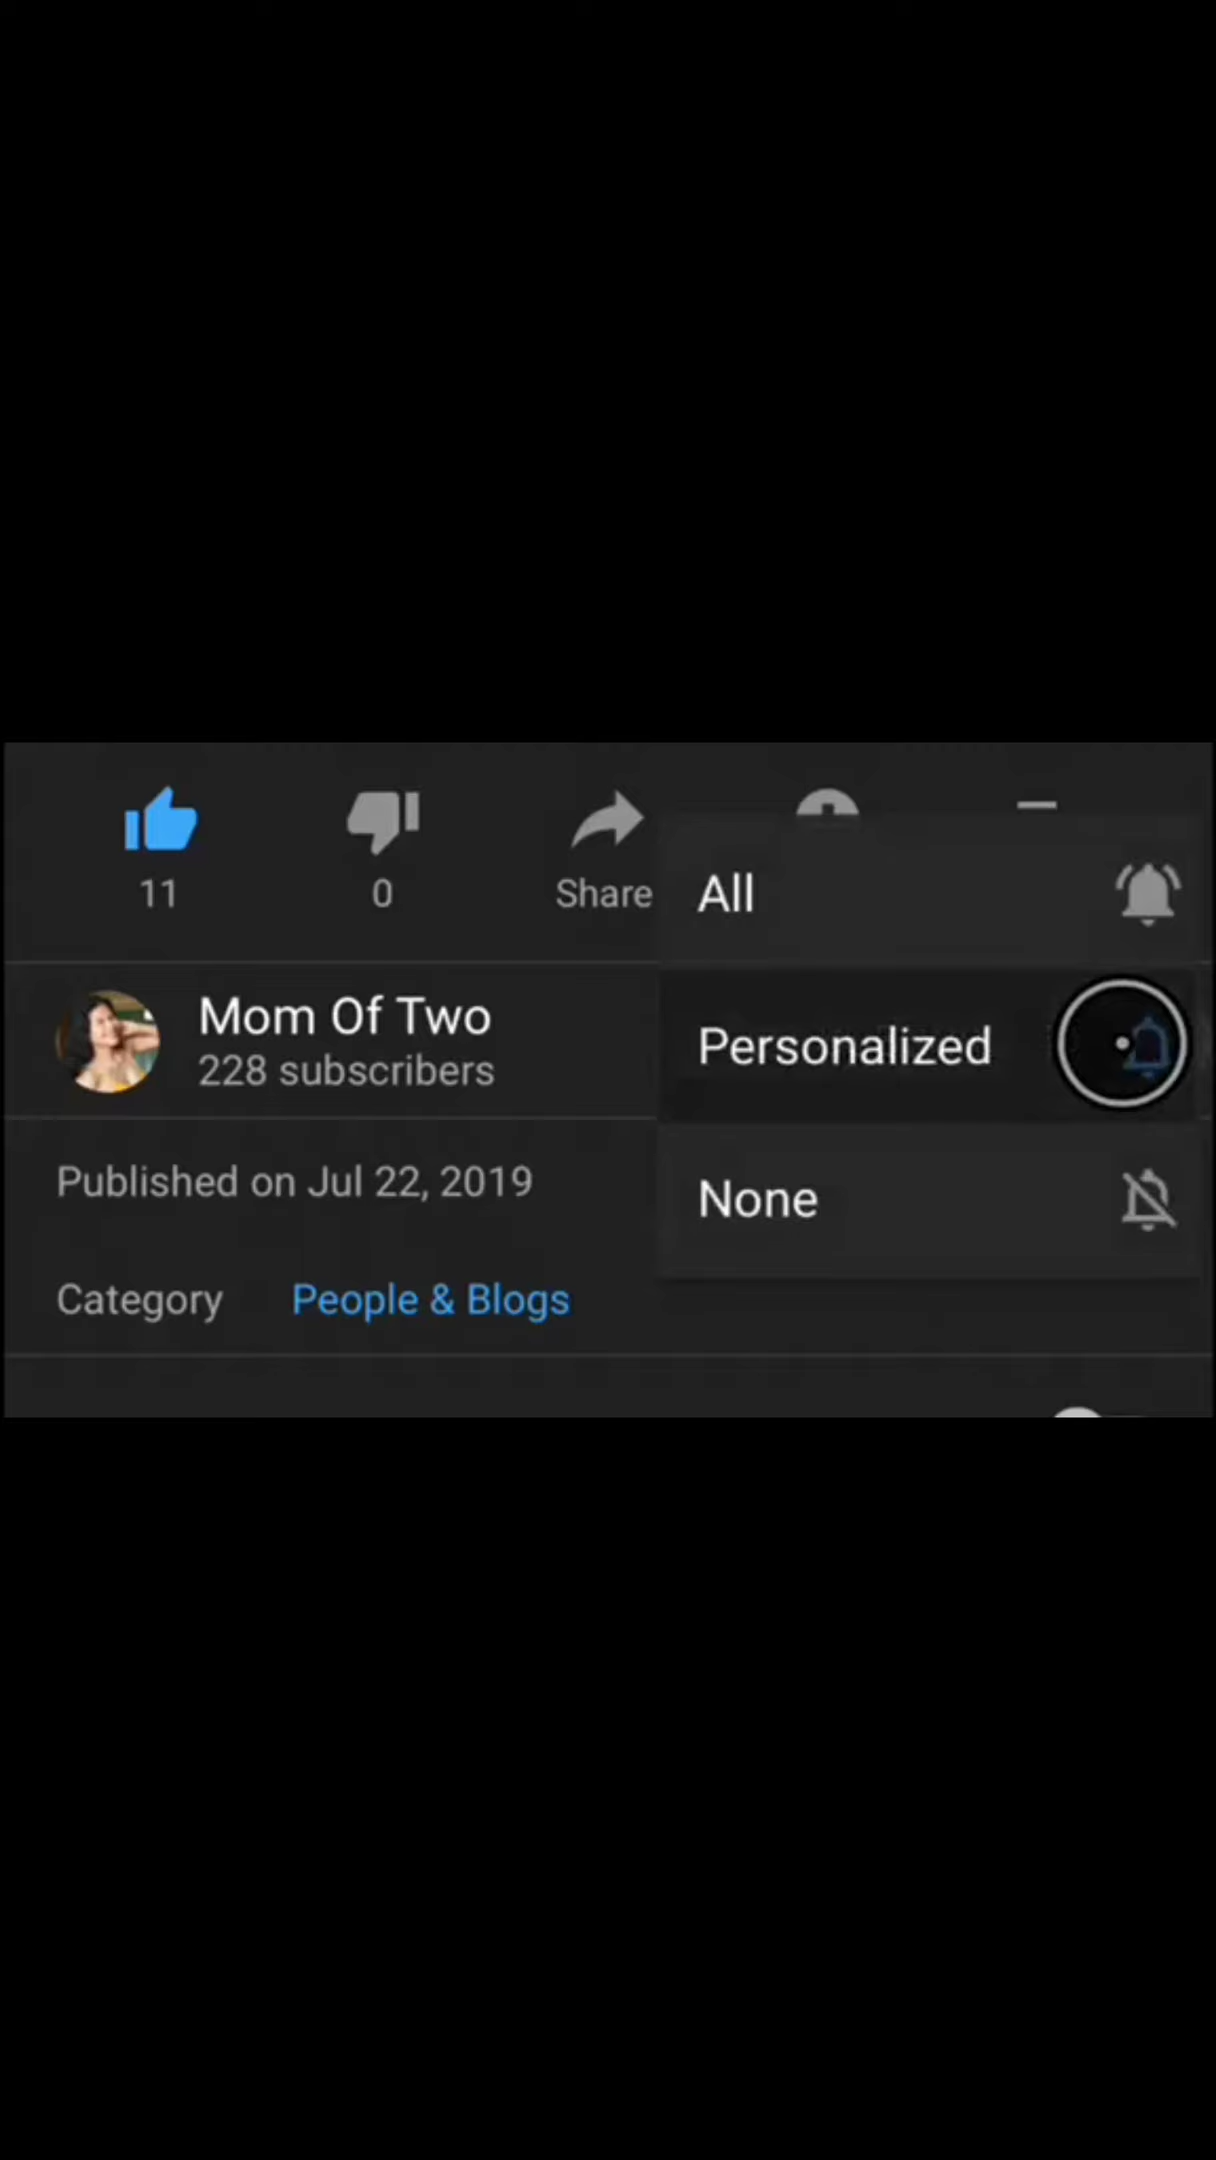 11
0
Share
All
Mom Of Two
228 subscribers
Personalized
Published on Jul 22, 2019
None
Category
People & Blogs